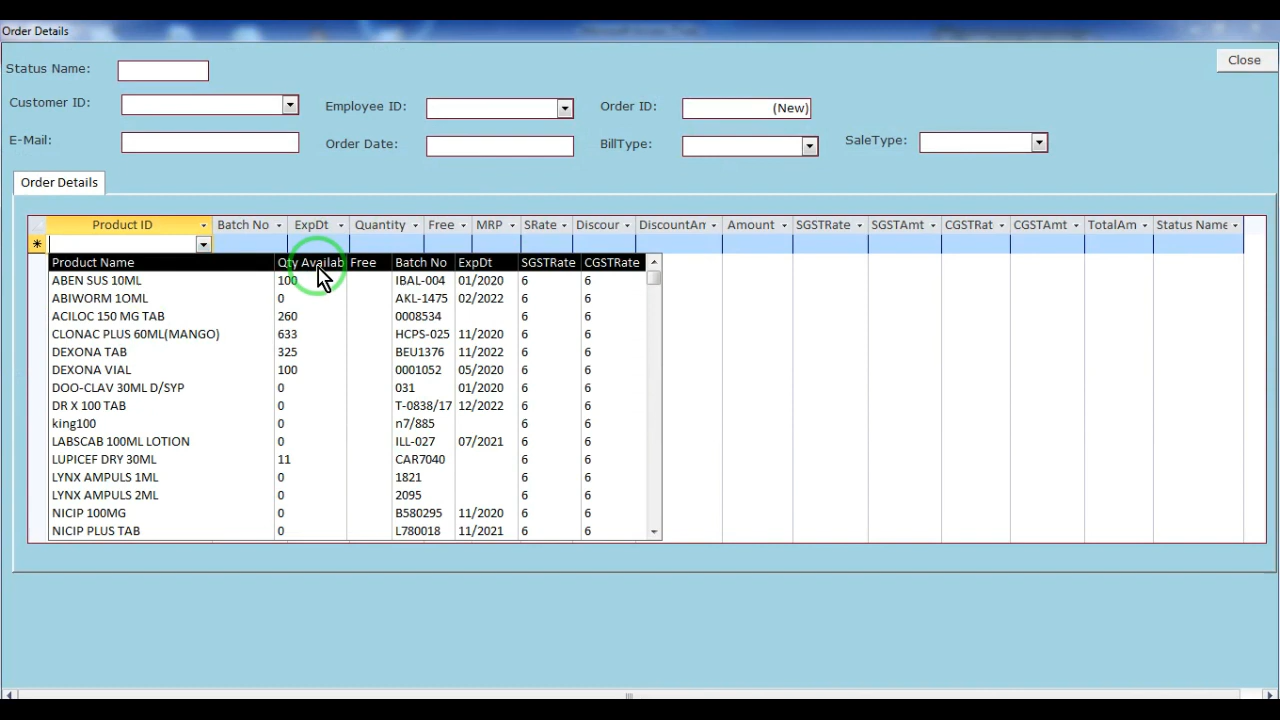 Order Details
Close
Status Name:
Customer ID:
Employee ID:
Order ID:
(New)
E-Mail:
Order Date:
BillType:
SaleType:
Order Details
Product ID Batch No ExpDt Quantity Free MRP SRate Discour DiscountAm Amount SGSTRate SGSTAmt CGSTRat CGSTAmt TotalAm Status Name
Product Name Qty Availab Free Batch No ExpDt SGSTRate CGSTRate
ABEN SUS 10ML 100 IBAL-004 01/2020 6 6
ABIWORM 1OML 0 AKL-1475 02/2022 6 6
ACILOC 150 MG TAB 260 0008534 6 6
CLONAC PLUS 60ML(MANGO) 633 HCPS-025 11/2020 6 6
DEXONA TAB 325 BEU1376 11/2022 6 6
DEXONA VIAL 100 0001052 05/2020 6 6
DOO-CLAV 30ML D/SYP 0 031 01/2020 6 6
DR X 100 TAB 0 T-0838/17 12/2022 6 6
king100 0 n7/885 6 6
LABSCAB 100ML LOTION 0 ILL-027 07/2021 6 6
LUPICEF DRY 30ML 11 CAR7040 6 6
LYNX AMPULS 1ML 0 1821 6 6
LYNX AMPULS 2ML 0 2095 6 6
NICIP 100MG 0 B580295 11/2020 6 6
NICIP PLUS TAB 0 L780018 11/2021 6 6